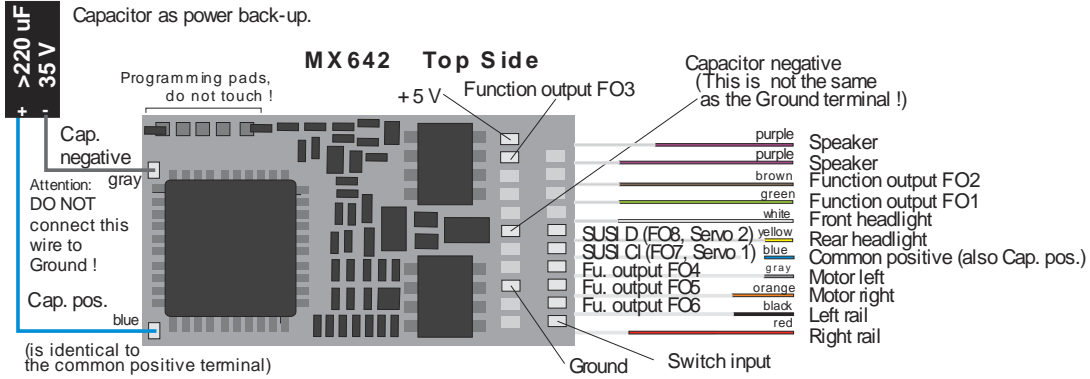 >220 uF
35 V
+ -
Capacitor as power back-up.
MX642 Top Side
Programming pads,
do not touch !
+5 V
Function output FO3
Capacitor negative
(This is not the same
as the Ground terminal !)
Cap.
negative
gray
Attention:
DO NOT
connect this
wire to
Ground !
Cap. pos.
blue
(is identical to
the common positive terminal)
purple Speaker
purple Speaker
brown Function output FO2
green Function output FO1
white Front headlight
SUSI D (FO8, Servo 2) yellow Rear headlight
SUSI Cl (FO7, Servo 1) blue Common positive (also Cap. pos.)
Fu. output FO4 gray Motor left
Fu. output FO5 orange Motor right
Fu. output FO6 black Left rail
red Right rail
Ground
Switch input